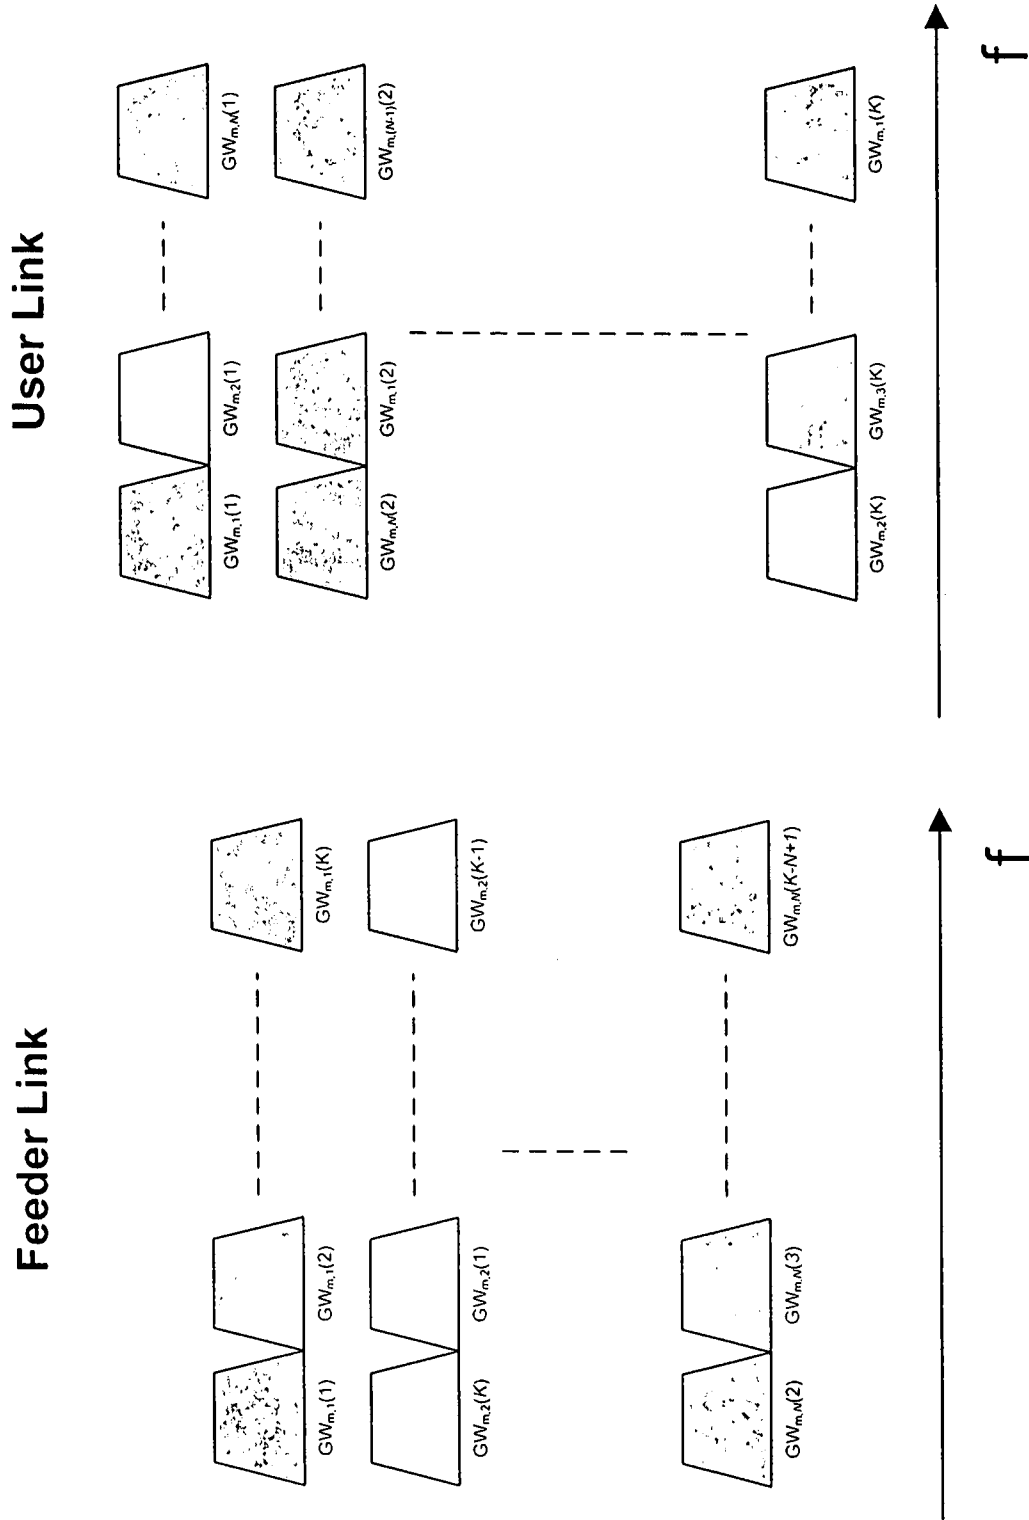 User Link
GWm,1(1) GWm,2(1) GWm,N(1)
GWm,N(2) GWm,1(2) GWm,(N-1)(2)
GWm,2(K) GWm,3(K) GWm,1(K)
f
Feeder Link
GWm,1(1) GWm,1(2) GWm,1(K)
GWm,2(K) GWm,2(1) GWm,2(K-1)
GWm,N(2) GWm,N(3) GWm,N(K-N+1)
f